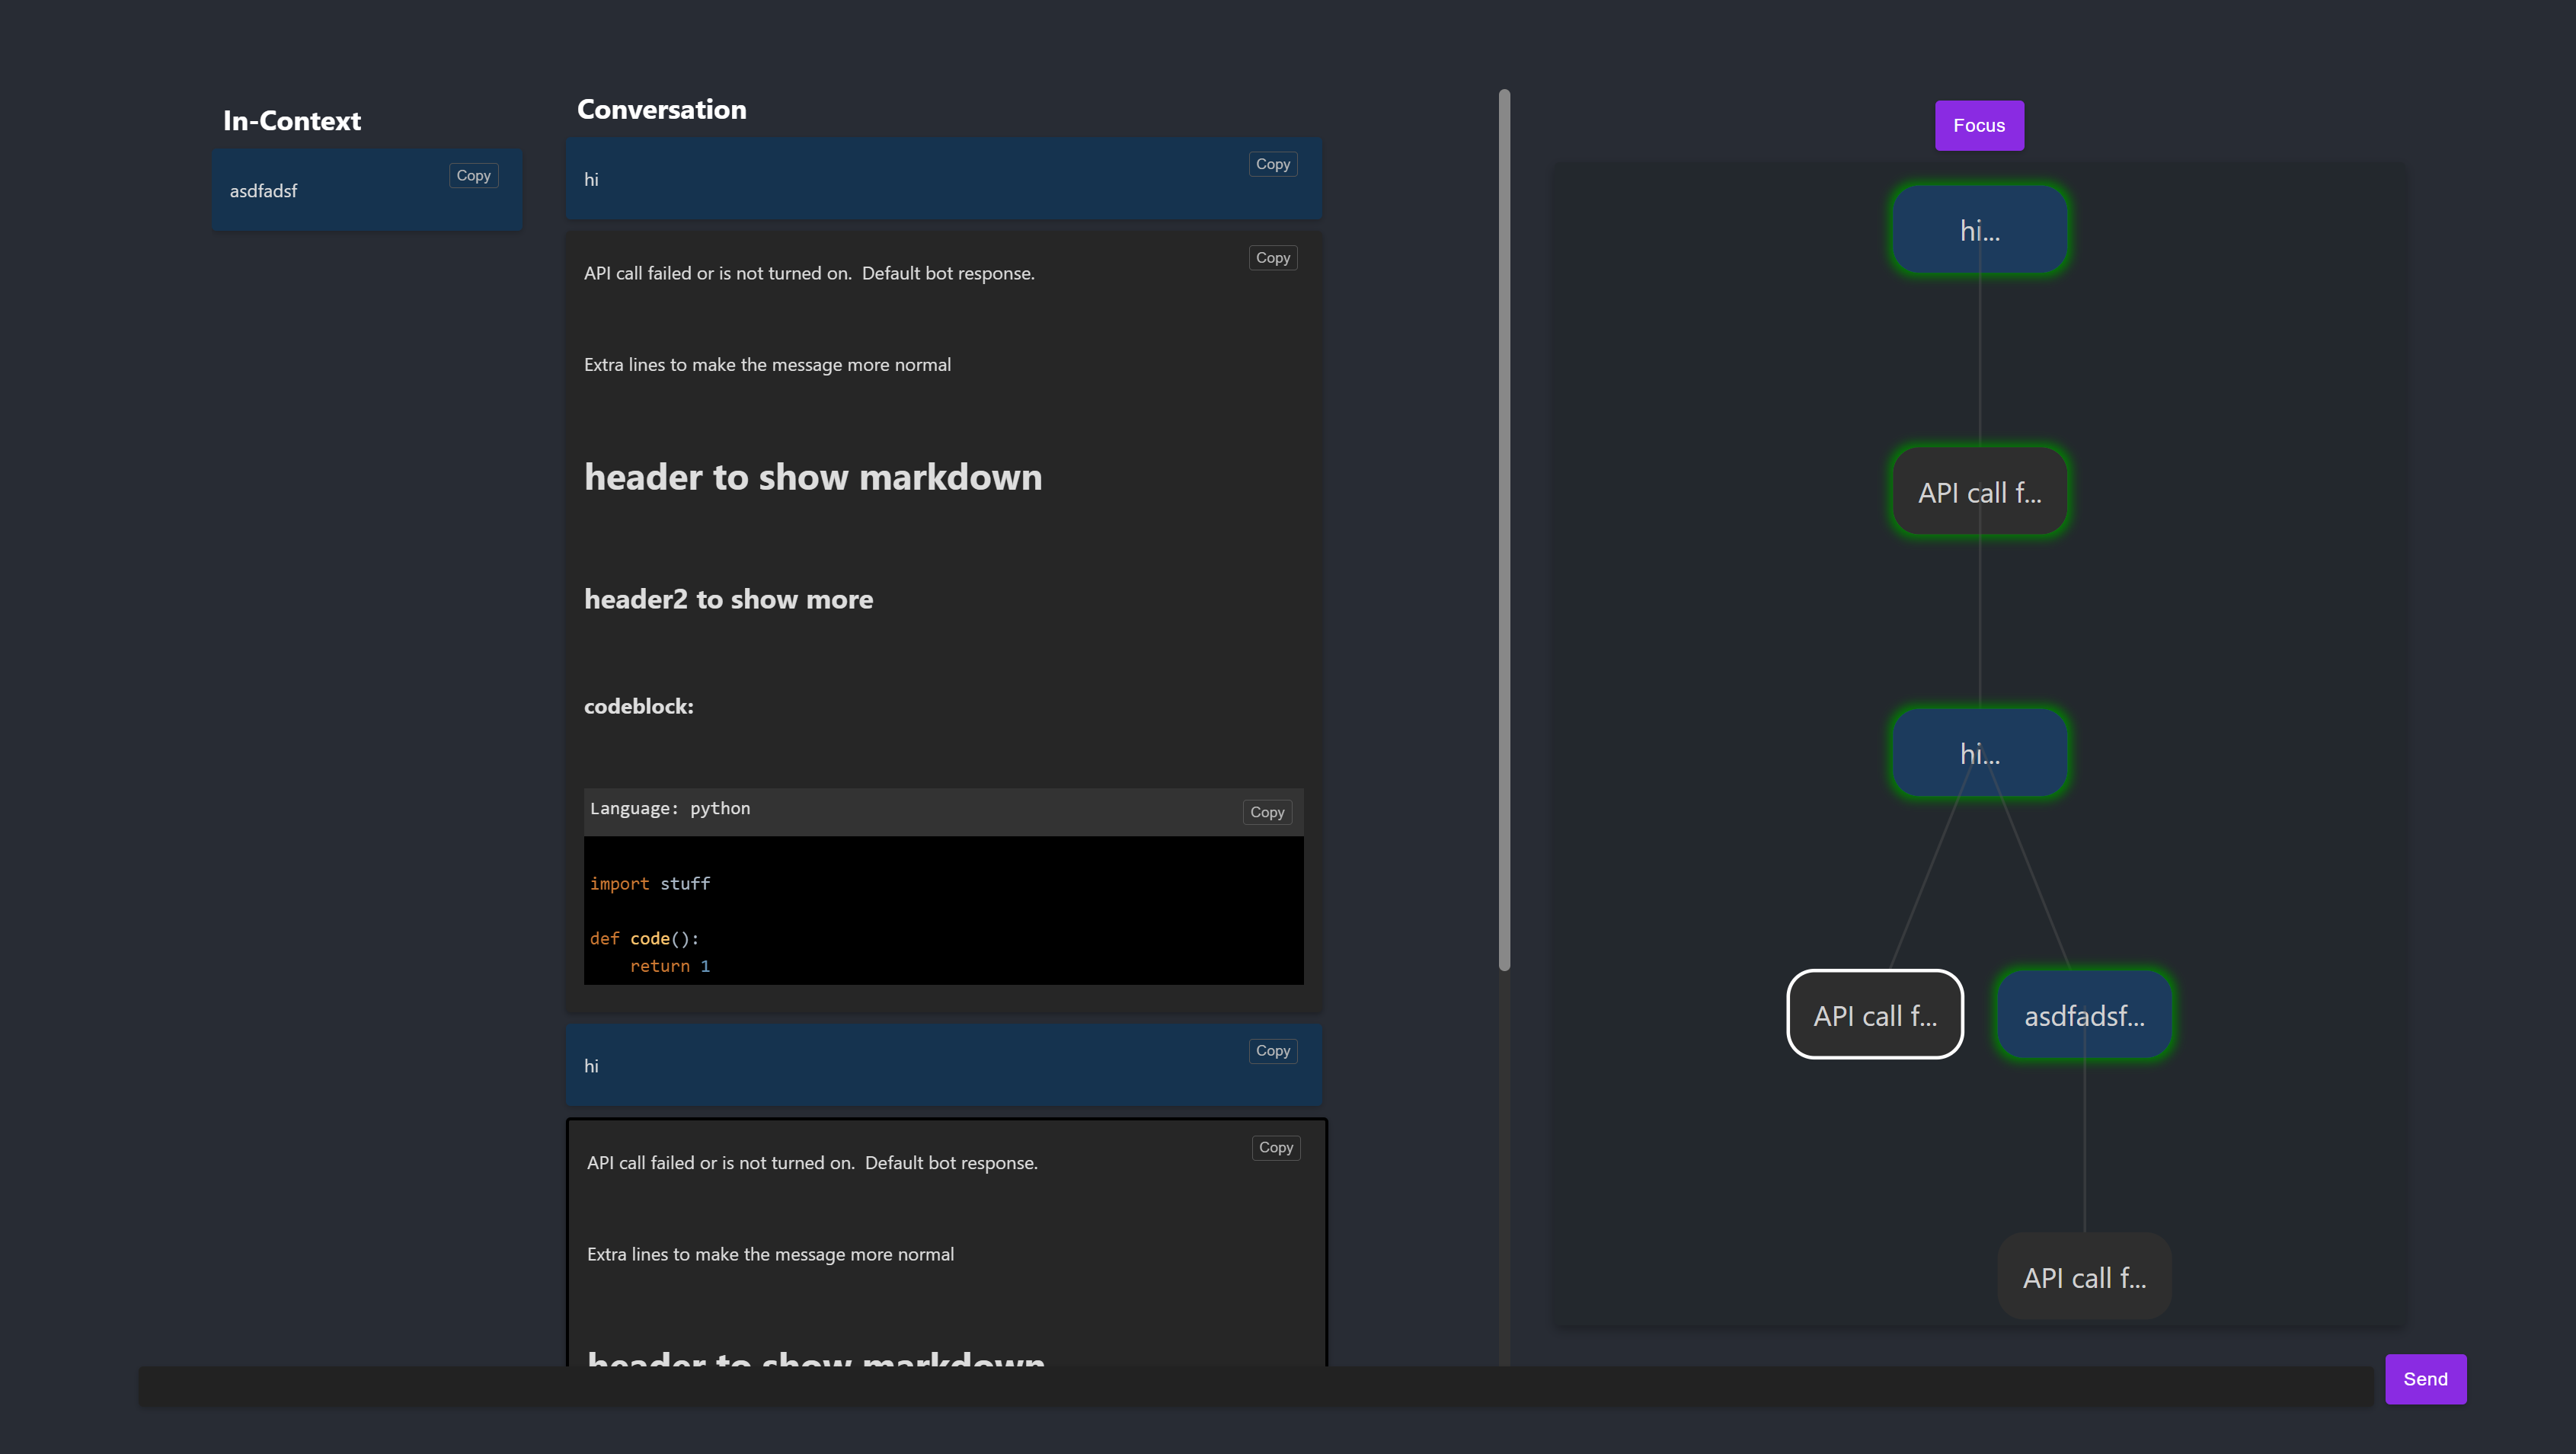 In-Context
Copy
asdfadsf
Conversation
Copy
hi
Copy
API call failed or is not turned on.  Default bot response.
Extra lines to make the message more normal
header to show markdown
header2 to show more
codeblock:
Language: python
Copy
import stuff
def code():
    return 1
Copy
hi
Copy
API call failed or is not turned on.  Default bot response.
Extra lines to make the message more normal
header to show markdown
Focus
hi...
API call f...
hi...
API call f...
asdfadsf...
API call f...
Send